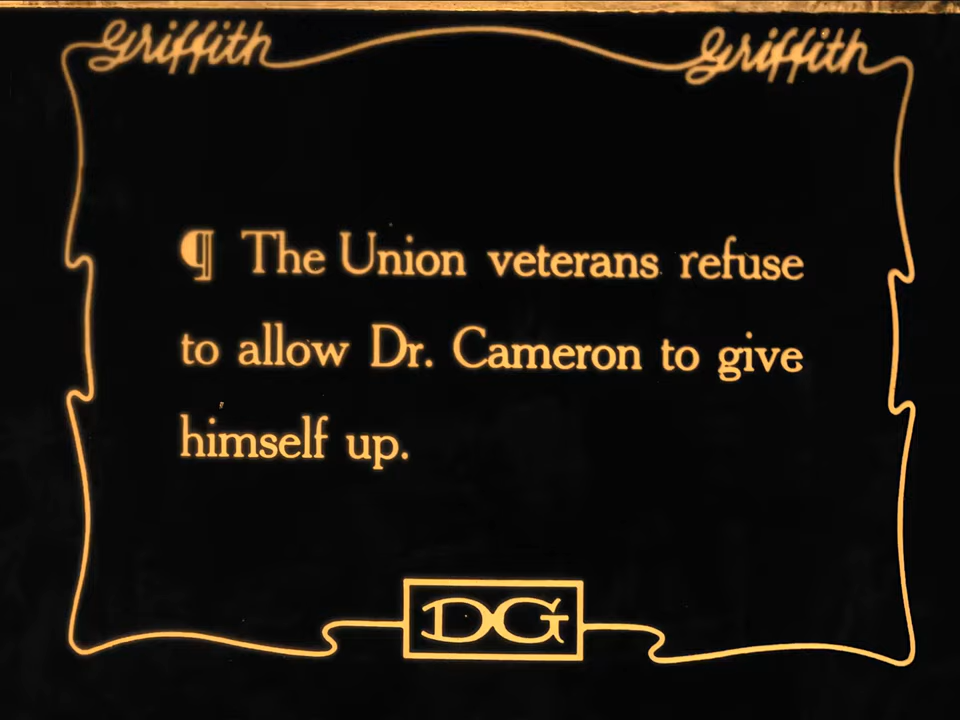 Griffith Griffith
¶ The Union veterans refuse
to allow Dr. Cameron to give
himself up.
DG